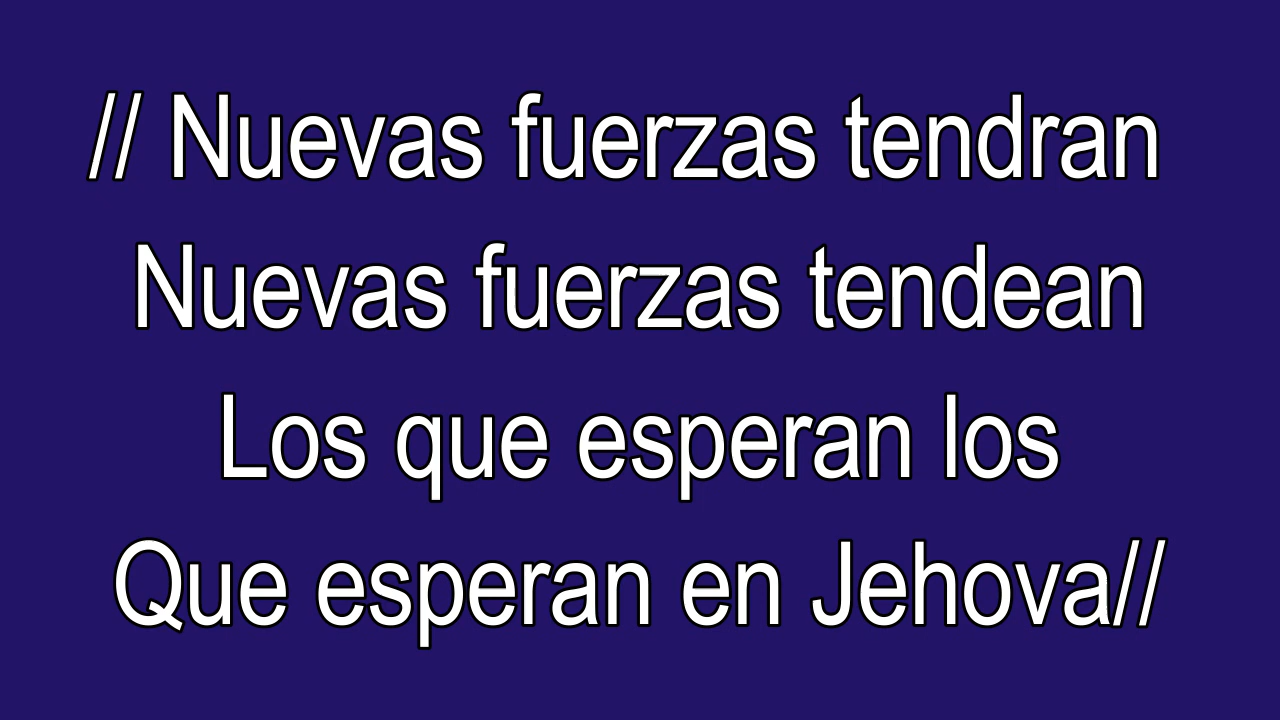 // Nuevas fuerzas tendran
Nuevas fuerzas tendean
Los que esperan los
Que esperan en Jehova//